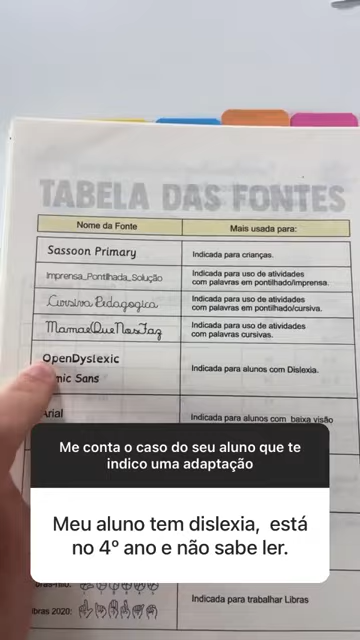 TABELA DAS FONTES
Nome da Fonte
Mais usada para:
Sassoon Primary
Indicada para crianças.
Imprensa_Pontilhada_Solução
Indicada para uso de atividades
com palavras em pontilhado/imprensa.
Cursiva Pedagogica
Indicada para uso de atividades
com palavras em pontilhado/cursiva.
MamaeQueNosFaz
Indicada para uso de atividades
com palavras cursivas.
OpenDyslexic
mic Sans
Indicada para alunos com Dislexia.
Arial
Indicada para alunos com baixa visão
Me conta o caso do seu aluno que te
indico uma adaptação
Meu aluno tem dislexia, está
no 4º ano e não sabe ler.
ibras 2020:
Indicada para trabalhar Libras